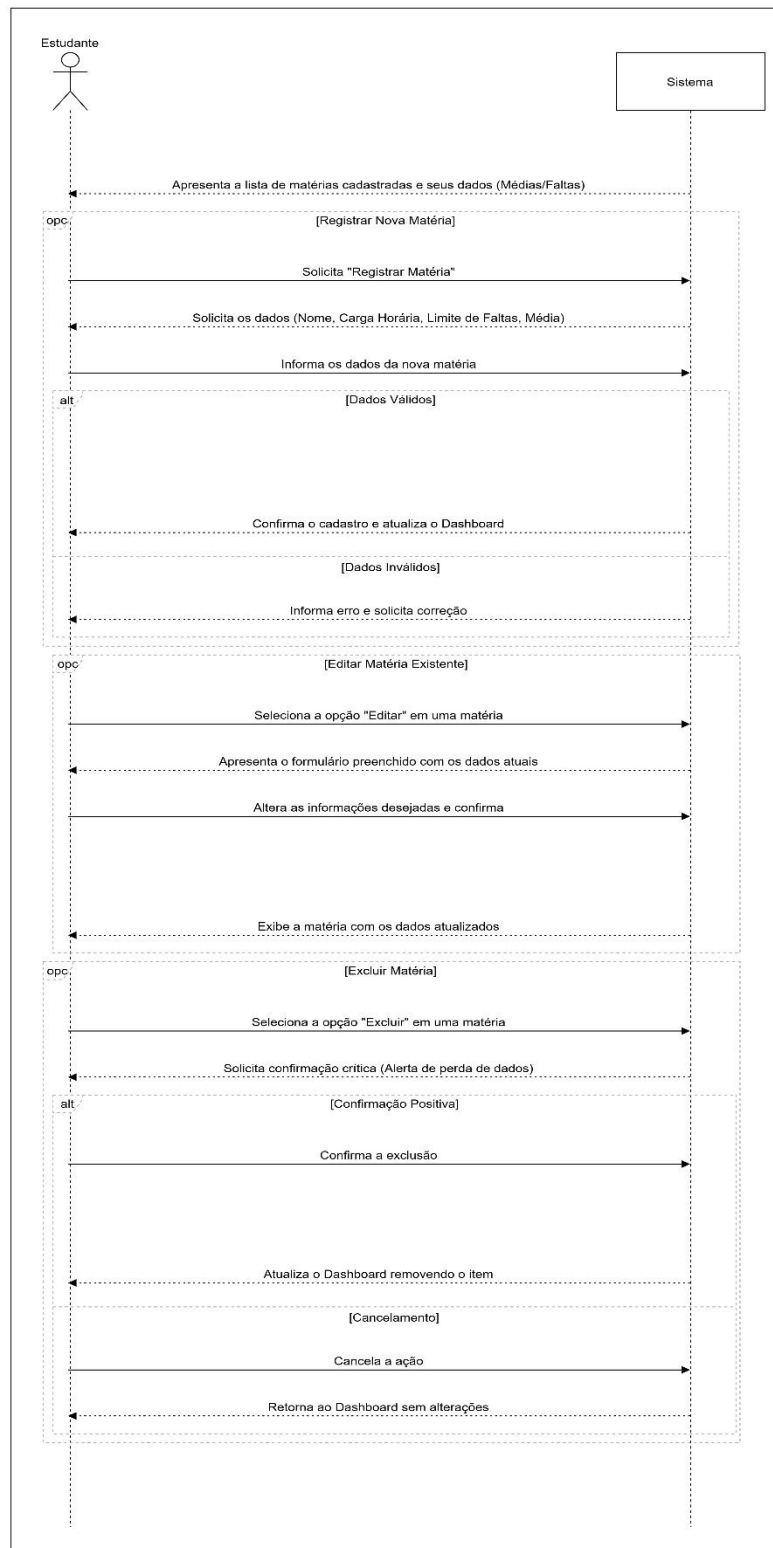 Estudante
Sistema
Apresenta a lista de matérias cadastradas e seus dados (Médias/Faltas)
opc
[Registrar Nova Matéria]
Solicita "Registrar Matéria"
Solicita os dados (Nome, Carga Horária, Limite de Faltas, Média)
Informa os dados da nova matéria
alt
[Dados Válidos]
Confirma o cadastro e atualiza o Dashboard
[Dados Inválidos]
Informa erro e solicita correção
opc
[Editar Matéria Existente]
Seleciona a opção "Editar" em uma matéria
Apresenta o formulário preenchido com os dados atuais
Altera as informações desejadas e confirma
Exibe a matéria com os dados atualizados
opc
[Excluir Matéria]
Seleciona a opção "Excluir" em uma matéria
Solicita confirmação crítica (Alerta de perda de dados)
alt
[Confirmação Positiva]
Confirma a exclusão
Atualiza o Dashboard removendo o item
[Cancelamento]
Cancela a ação
Retorna ao Dashboard sem alterações